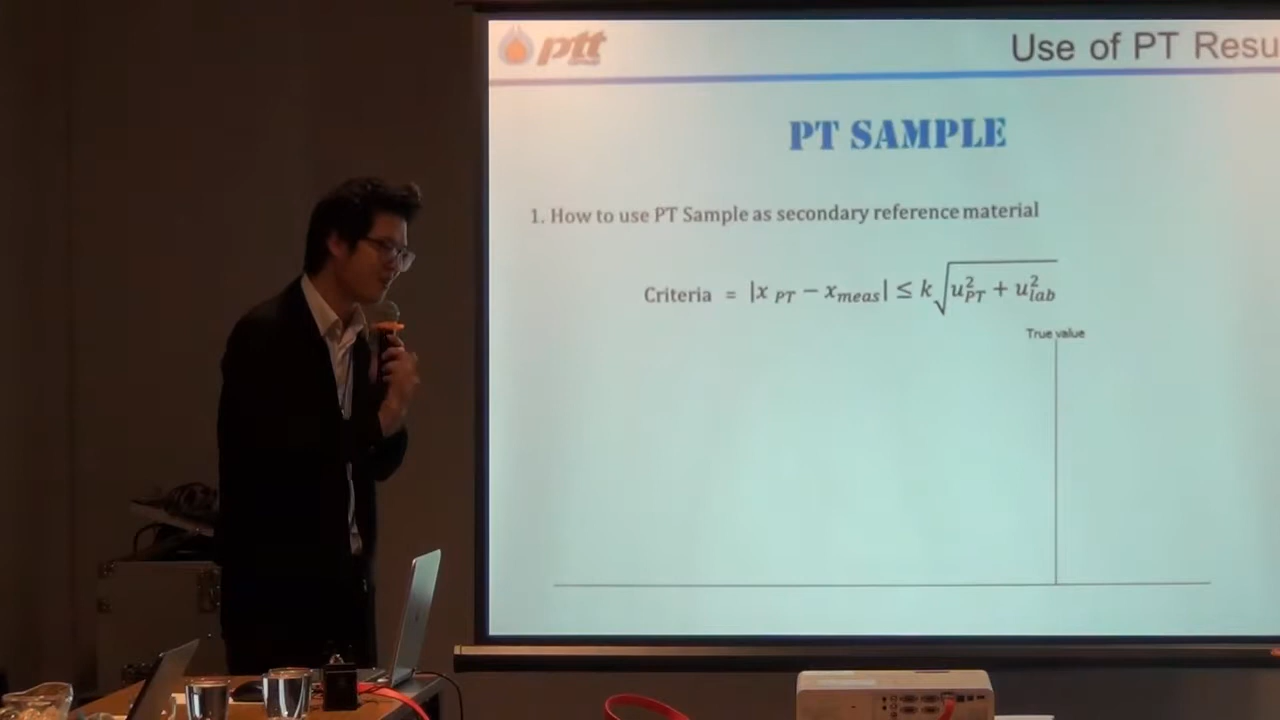 ptt
Use of PT Resu
PT SAMPLE
1. How to use PT Sample as secondary reference material
Criteria = |x PT − xmeas| ≤ k√u²PT + u²lab
True value